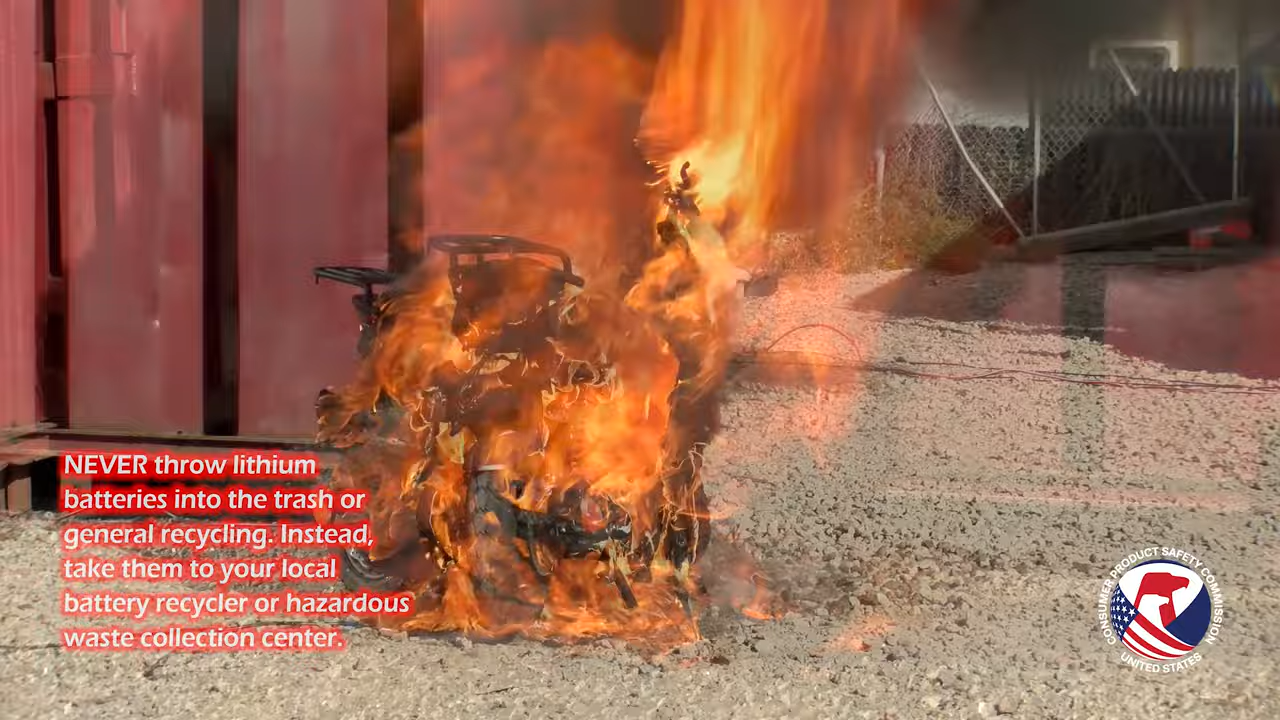 NEVER throw lithium
batteries into the trash or
general recycling. Instead,
take them to your local
battery recycler or hazardous
waste collection center.
CONSUMER PRODUCT SAFETY COMMISSION
UNITED STATES